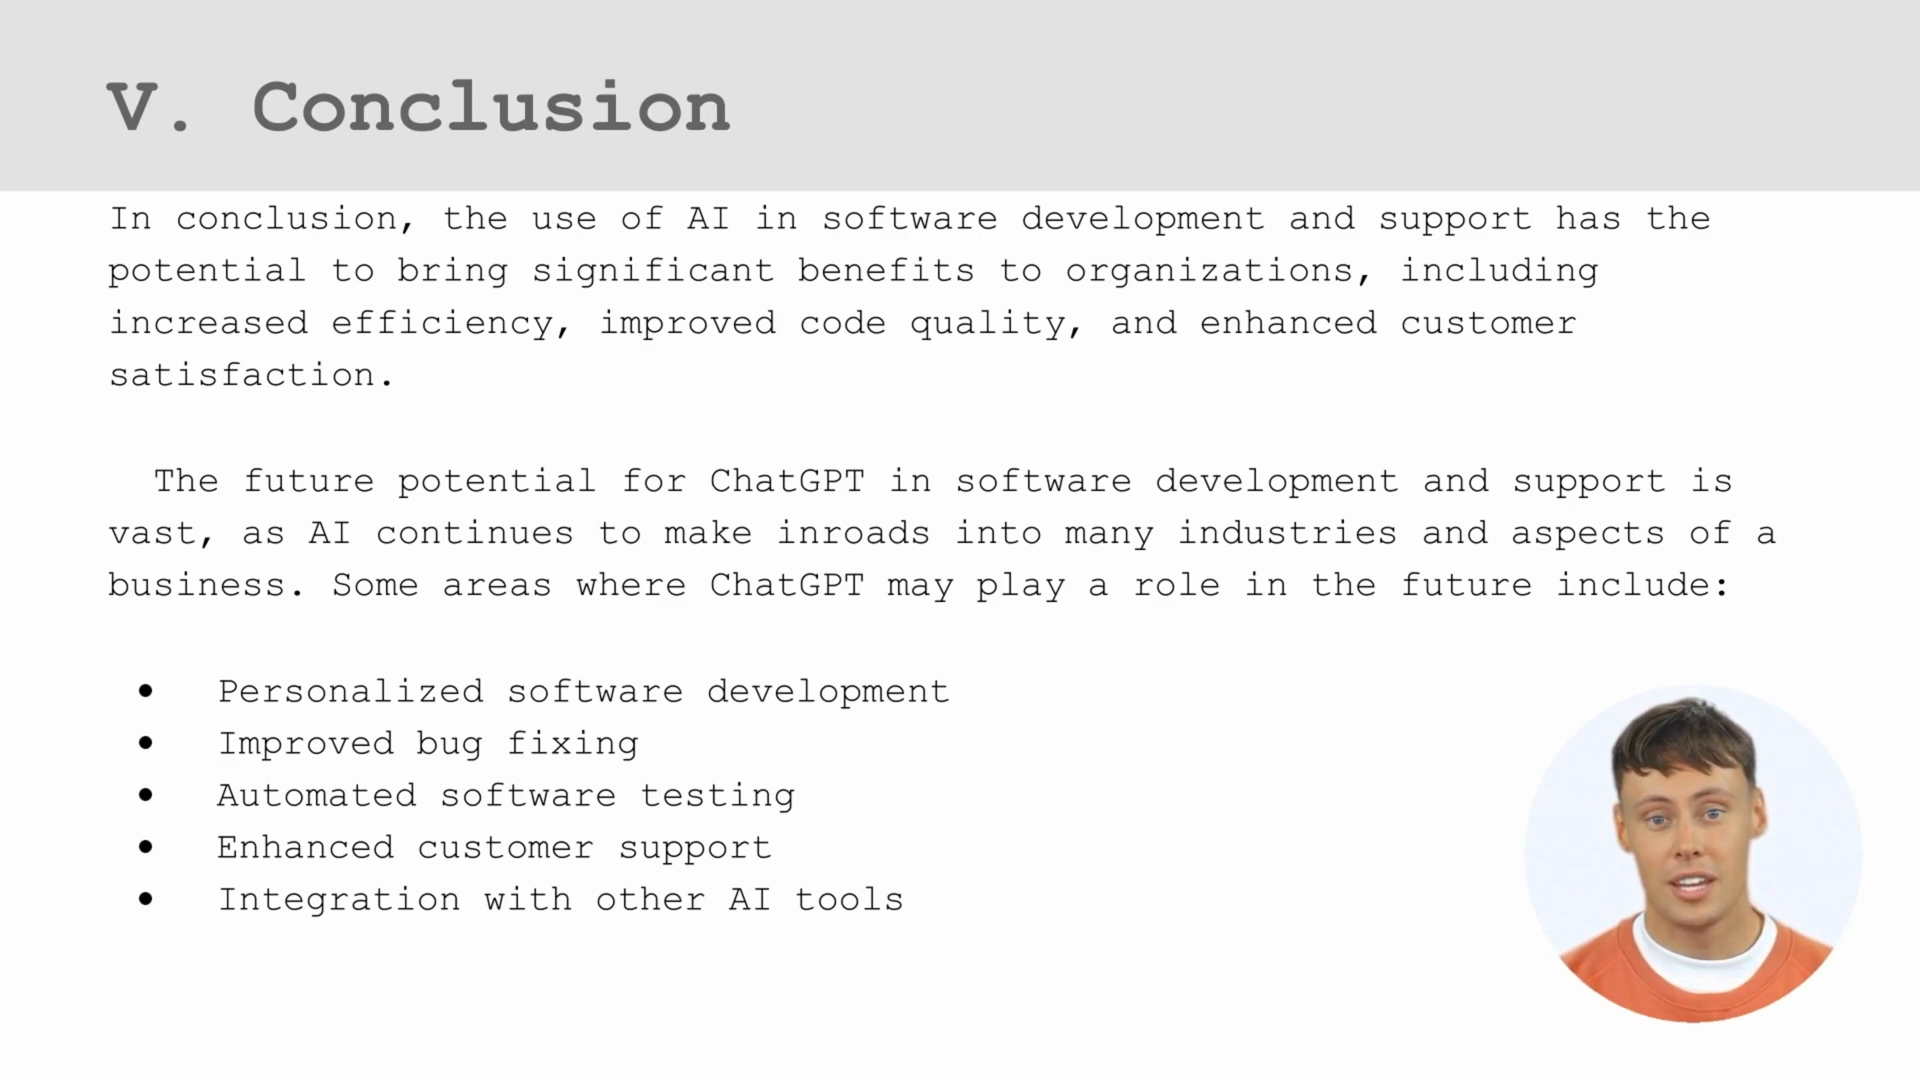 V. Conclusion
In conclusion, the use of AI in software development and support has the
potential to bring significant benefits to organizations, including
increased efficiency, improved code quality, and enhanced customer
satisfaction.
The future potential for ChatGPT in software development and support is
vast, as AI continues to make inroads into many industries and aspects of a
business. Some areas where ChatGPT may play a role in the future include:
• Personalized software development
• Improved bug fixing
• Automated software testing
• Enhanced customer support
• Integration with other AI tools